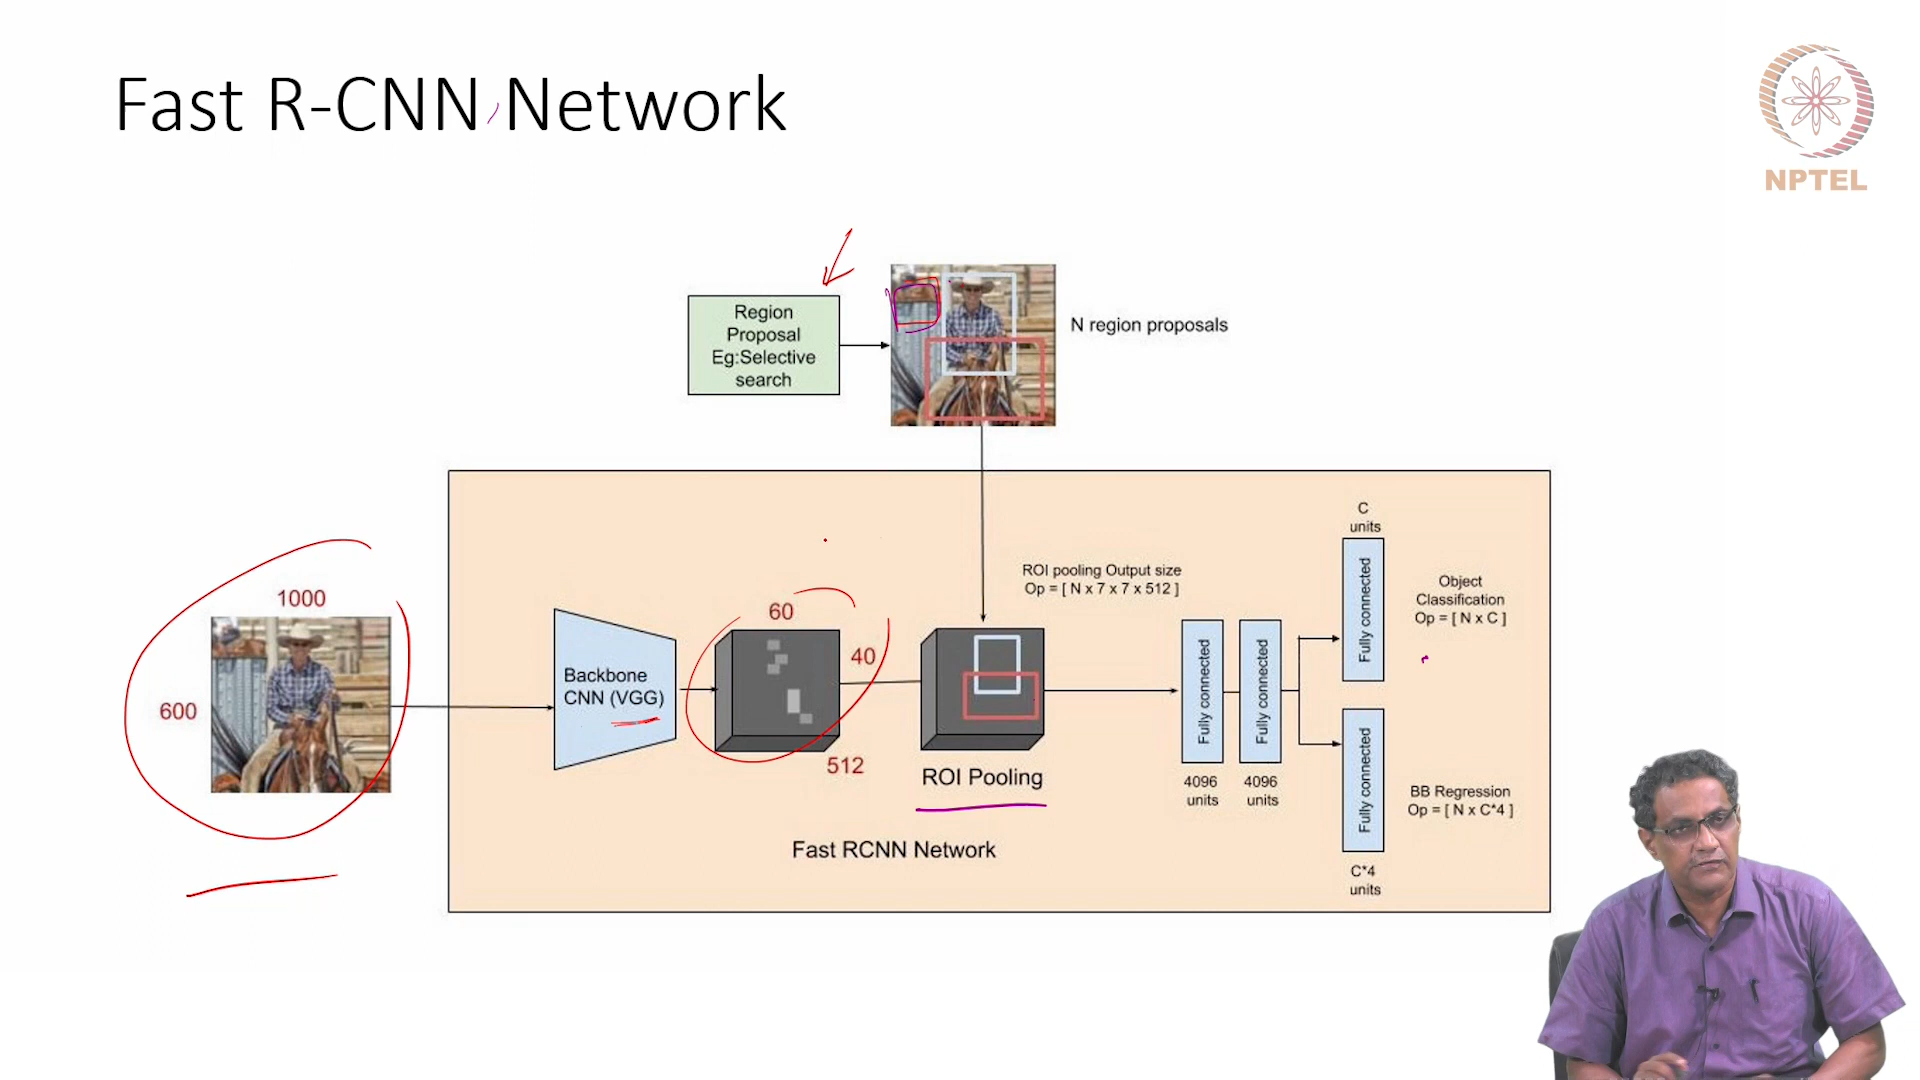 Fast R-CNN Network
NPTEL
Region
Proposal
Eg:Selective
search
N region proposals
1000
600
Backbone
CNN (VGG)
60
40
512
ROI Pooling
ROI pooling Output size
Op = [ N x 7 x 7 x 512 ]
Fully connected
4096
units
Fully connected
4096
units
C
units
Fully connected
Object
Classification
Op = [ N x C ]
Fully connected
C*4
units
BB Regression
Op = [ N x C*4 ]
Fast RCNN Network